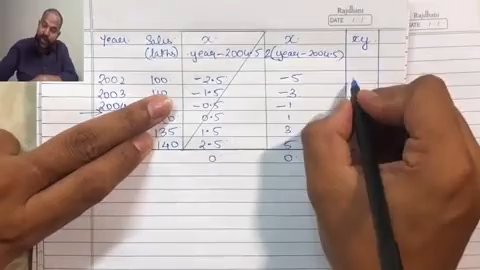 Rajdhani
DATE
Rajdhani
DATE
Year Sales x x xy
(lakhs) year-2004.5 2(year-2004.5)
2002 100 -2.5 -5
2003 -1.5 -3
2004 -0.5 -1
0.5 1
135 1.5 3
140 2.5 5
0 0